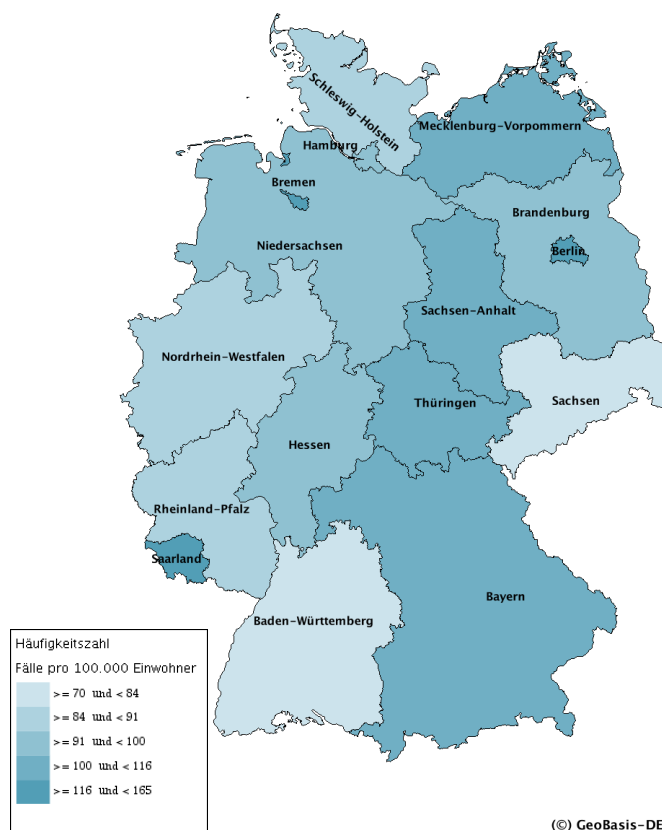 Schleswig-Holstein
Mecklenburg-Vorpommern
Hamburg
Bremen
Brandenburg
Niedersachsen
Berlin
Sachsen-Anhalt
Nordrhein-Westfalen
Thüringen
Sachsen
Hessen
Rheinland-Pfalz
Saarland
Bayern
Baden-Württemberg
Häufigkeitszahl
Fälle pro 100.000 Einwohner
>= 70 und < 84
>= 84 und < 91
>= 91 und < 100
>= 100 und < 116
>= 116 und < 165
(©) GeoBasis-DE